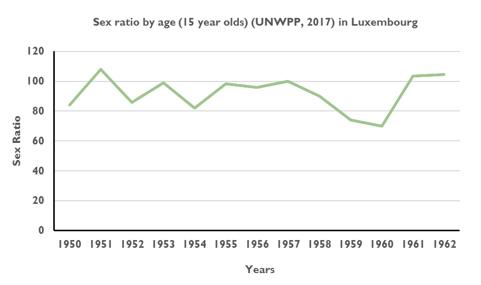 Sex ratio by age (15 year olds) (UNWPP, 2017) in Luxembourg
120
100
80
60
40
20
0
Sex Ratio
1950 1951 1952 1953 1954 1955 1956 1957 1958 1959 1960 1961 1962
Years